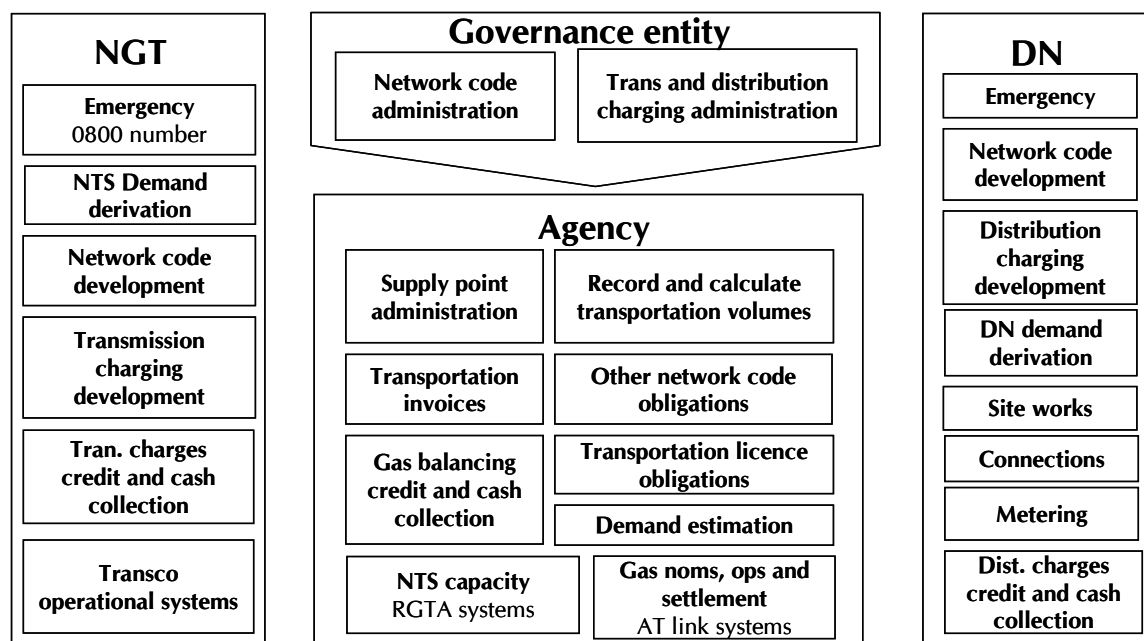 NGT
Emergency
0800 number
NTS Demand
derivation
Network code
development
Transmission
charging
development
Tran. charges
credit and cash
collection
Transco
operational systems
Governance entity
Network code
administration
Trans and distribution
charging administration
Agency
Supply point
administration
Record and calculate
transportation volumes
Transportation
invoices
Other network code
obligations
Gas balancing
credit and cash
collection
Transportation licence
obligations
Demand estimation
NTS capacity
RGTA systems
Gas noms, ops and
settlement
AT link systems
DN
Emergency
Network code
development
Distribution
charging
development
DN demand
derivation
Site works
Connections
Metering
Dist. charges
credit and cash
collection